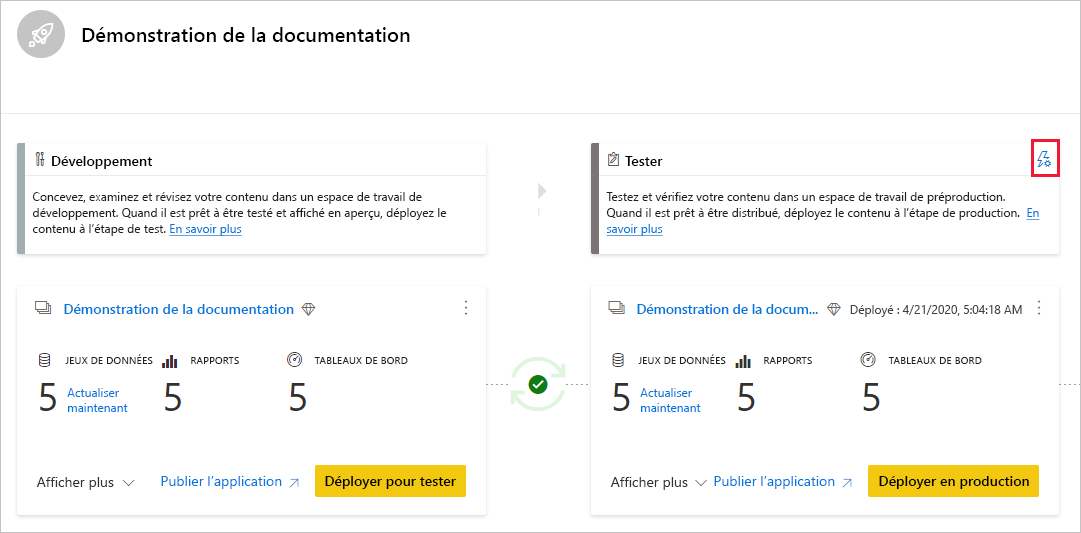 Démonstration de la documentation
Développement
Concevez, examinez et révisez votre contenu dans un espace de travail de
développement. Quand il est prêt à être testé et affiché en aperçu, déployez le
contenu à l’étape de test. En savoir plus
Tester
Testez et vérifiez votre contenu dans un espace de travail de préproduction.
Quand il est prêt à être distribué, déployez le contenu à l’étape de production. En
savoir plus
Démonstration de la documentation
JEUX DE DONNÉES RAPPORTS TABLEAUX DE BORD
5 Actualiser 5 5
maintenant
Afficher plus Publier l’application Déployer pour tester
Démonstration de la docum... Déployé : 4/21/2020, 5:04:18 AM
JEUX DE DONNÉES RAPPORTS TABLEAUX DE BORD
5 Actualiser 5 5
maintenant
Afficher plus Publier l’application Déployer en production